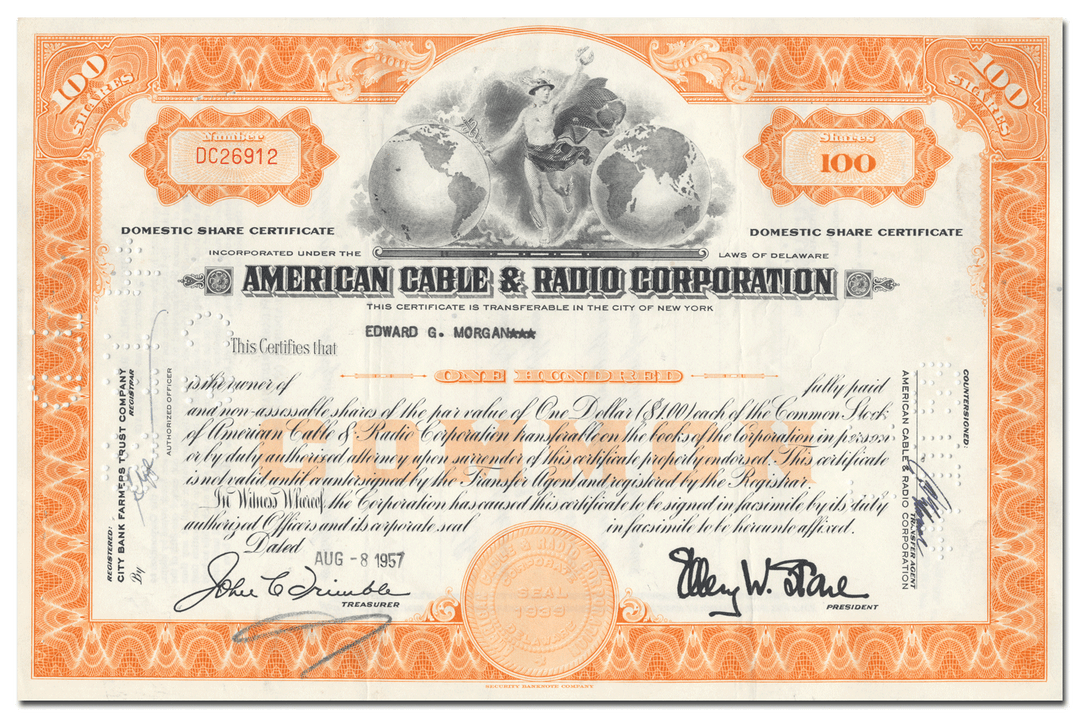 100 SHARES
100 SHARES
Number
DC26912
Shares
100
DOMESTIC SHARE CERTIFICATE
DOMESTIC SHARE CERTIFICATE
INCORPORATED UNDER THE
LAWS OF DELAWARE
AMERICAN CABLE & RADIO CORPORATION
THIS CERTIFICATE IS TRANSFERABLE IN THE CITY OF NEW YORK
This Certifies that
EDWARD G. MORGAN★★★
is the owner of
ONE HUNDRED
fully paid
and non-assessable shares of the par value of One Dollar ($1.00) each of the Common Stock
of American Cable & Radio Corporation transferable on the books of the Corporation in person
or by duly authorized attorney upon surrender of this certificate properly endorsed. This certificate
is not valid until countersigned by the Transfer Agent and registered by the Registrar.
COMMON
In Witness Whereof, the Corporation has caused this certificate to be signed in facsimile by its duly
authorized Officers and its corporate seal in facsimile to be hereunto affixed.
Dated
AUG -8 1957
John C Trimble
TREASURER
CORPORATE
SEAL
1939
Ellery W. Stone
PRESIDENT
REGISTERED:
CITY BANK FARMERS TRUST COMPANY
REGISTRAR
By
AUTHORIZED OFFICER
COUNTERSIGNED:
AMERICAN CABLE & RADIO CORPORATION
TRANSFER AGENT
SECURITY BANKNOTE COMPANY